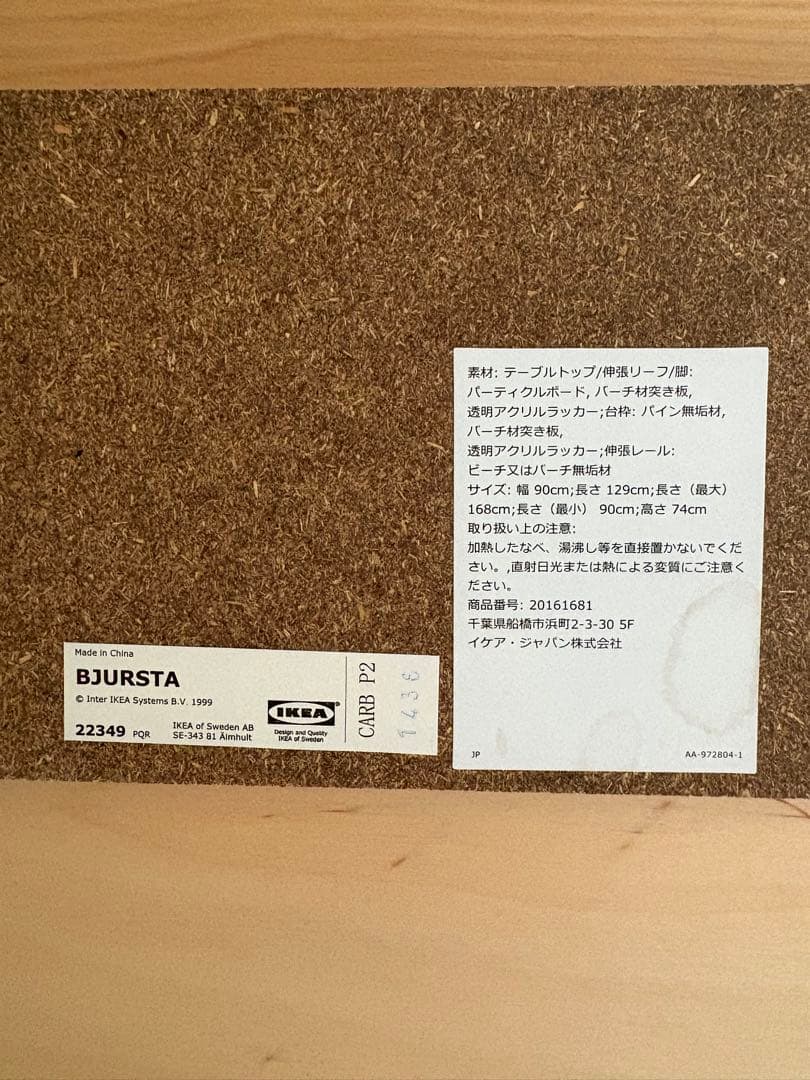 素材: テーブルトップ/伸張リーフ/脚:
パーティクルボード, バーチ材突き板,
透明アクリルラッカー;台枠: パイン無垢材,
バーチ材突き板,
透明アクリルラッカー;伸張レール:
ビーチ又はバーチ無垢材
サイズ: 幅 90cm;長さ 129cm;長さ（最大）
168cm;長さ（最小） 90cm;高さ 74cm
取り扱い上の注意:
加熱したなべ、湯沸し等を直接置かないでくだ
さい。,直射日光または熱による変質にご注意く
ださい。
商品番号: 20161681
千葉県船橋市浜町2-3-30 5F
イケア・ジャパン株式会社
JP AA-972804-1
Made in China
BJURSTA
© Inter IKEA Systems B.V. 1999
22349 PQR
IKEA of Sweden AB
SE-343 81 Älmhult
IKEA
Design and Quality
IKEA of Sweden
CARB P2
1438